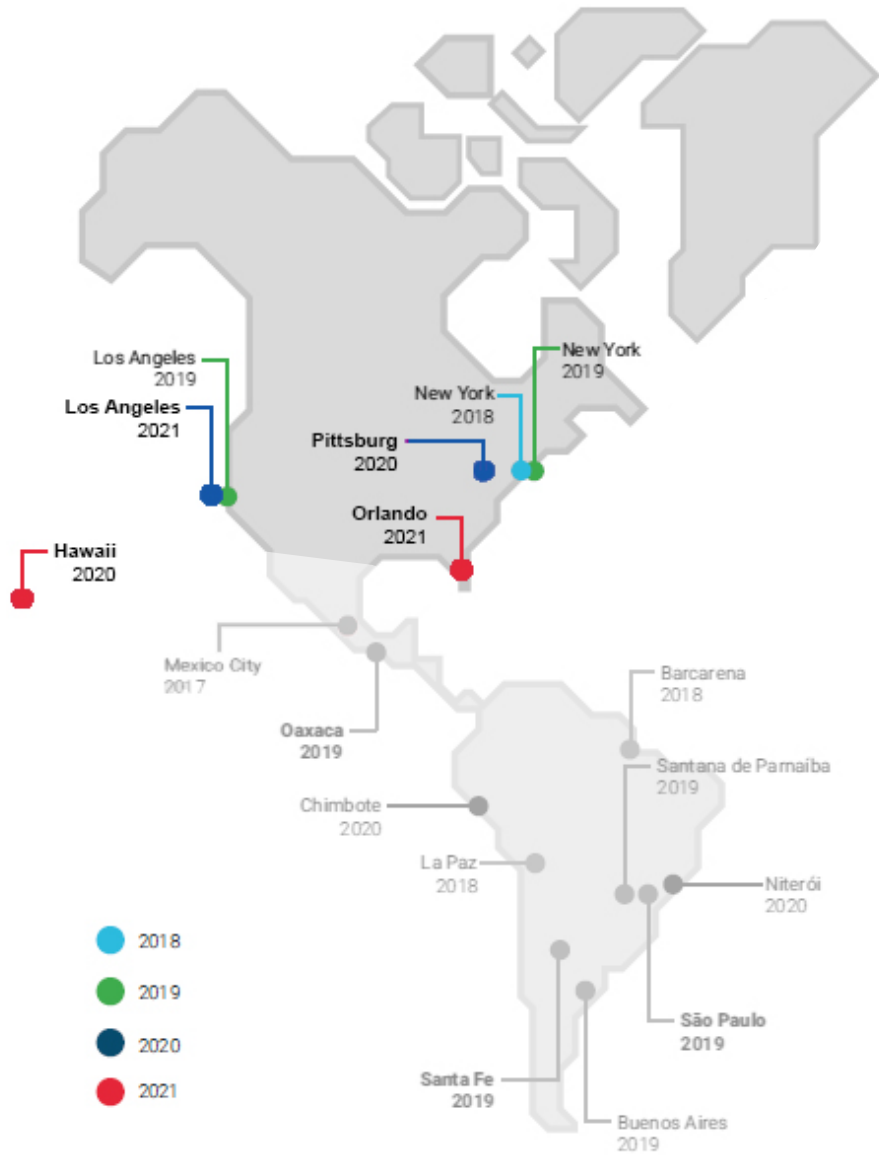 Los Angeles
2019
New York
2019
Los Angeles
2021
New York
2018
Pittsburg
2020
Orlando
2021
Hawaii
2020
Mexico City
2017
Barcarena
2018
Oaxaca
2019
Santana de Parnaíba
2019
Chimbote
2020
La Paz
2018
Niterói
2020
2018
2019
São Paulo
2019
2020
Santa Fe
2019
2021
Buenos Aires
2019